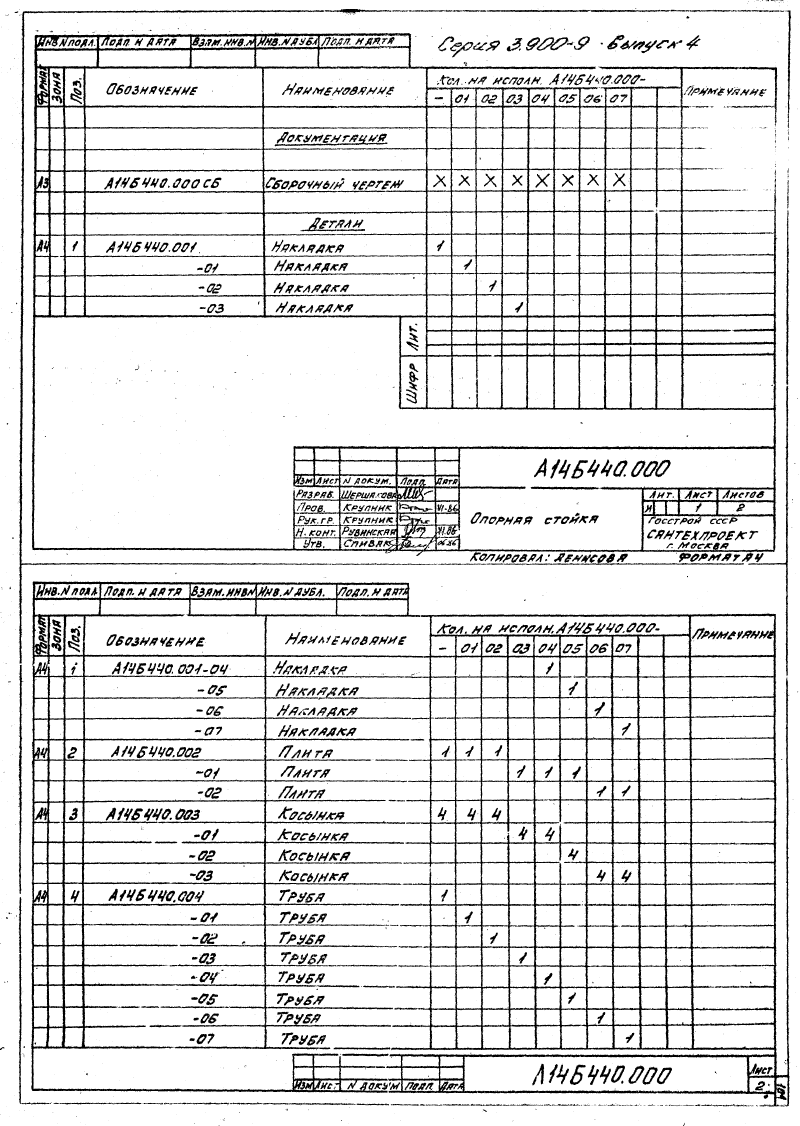 Серия 3.900-9 Выпуск 4
Инв.N подл. Подп. и дата Взам. инв.N Инв.N дубл. Подп. и дата
Формат Зона Поз. Обозначение Наименование Кол. на исполн. А14Б440.000- Примечание
- 01 02 03 04 05 06 07
Документация
А3 А14Б440.000 СБ Сборочный чертеж X X X X X X X X
Детали
А4 1 А14Б440.001 Накладка 1
-01 Накладка 1
-02 Накладка 1
-03 Накладка 1
Лит.
Шифр
А14Б440.000
Изм Лист N докум. Подп. Дата
Разраб.
Пров. Крупник VI-86
Рук.гр. Крупник
Н. конт. Рувинская VI.86
Утв. Спивак 06.86
Опорная стойка
Лит. Лист Листов
И 1 2
Госстрой СССР
Сантехпроект
г. Москва
Копировал: Денисова Формат А4
Инв.N подл. Подп. и дата Взам. инв.N Инв.N дубл. Подп. и дата
Формат Зона Поз. Обозначение Наименование Кол. на исполн. А14Б440.000- Примечание
- 01 02 03 04 05 06 07
А4 1 А14Б440.001-04 Накладка 1
-05 Накладка 1
-06 Накладка 1
-07 Накладка 1
А4 2 А14Б440.002 Плита 1 1 1
-01 Плита 1 1 1
-02 Плита 1 1
А4 3 А14Б440.003 Косынка 4 4 4
-01 Косынка 4 4
-02 Косынка 4
-03 Косынка 4 4
А4 4 А14Б440.004 Труба 1
-01 Труба 1
-02 Труба 1
-03 Труба 1
-04 Труба 1
-05 Труба 1
-06 Труба 1
-07 Труба 1
Изм Лист N докум Подп. Дата
А14Б440.000
Лист
2